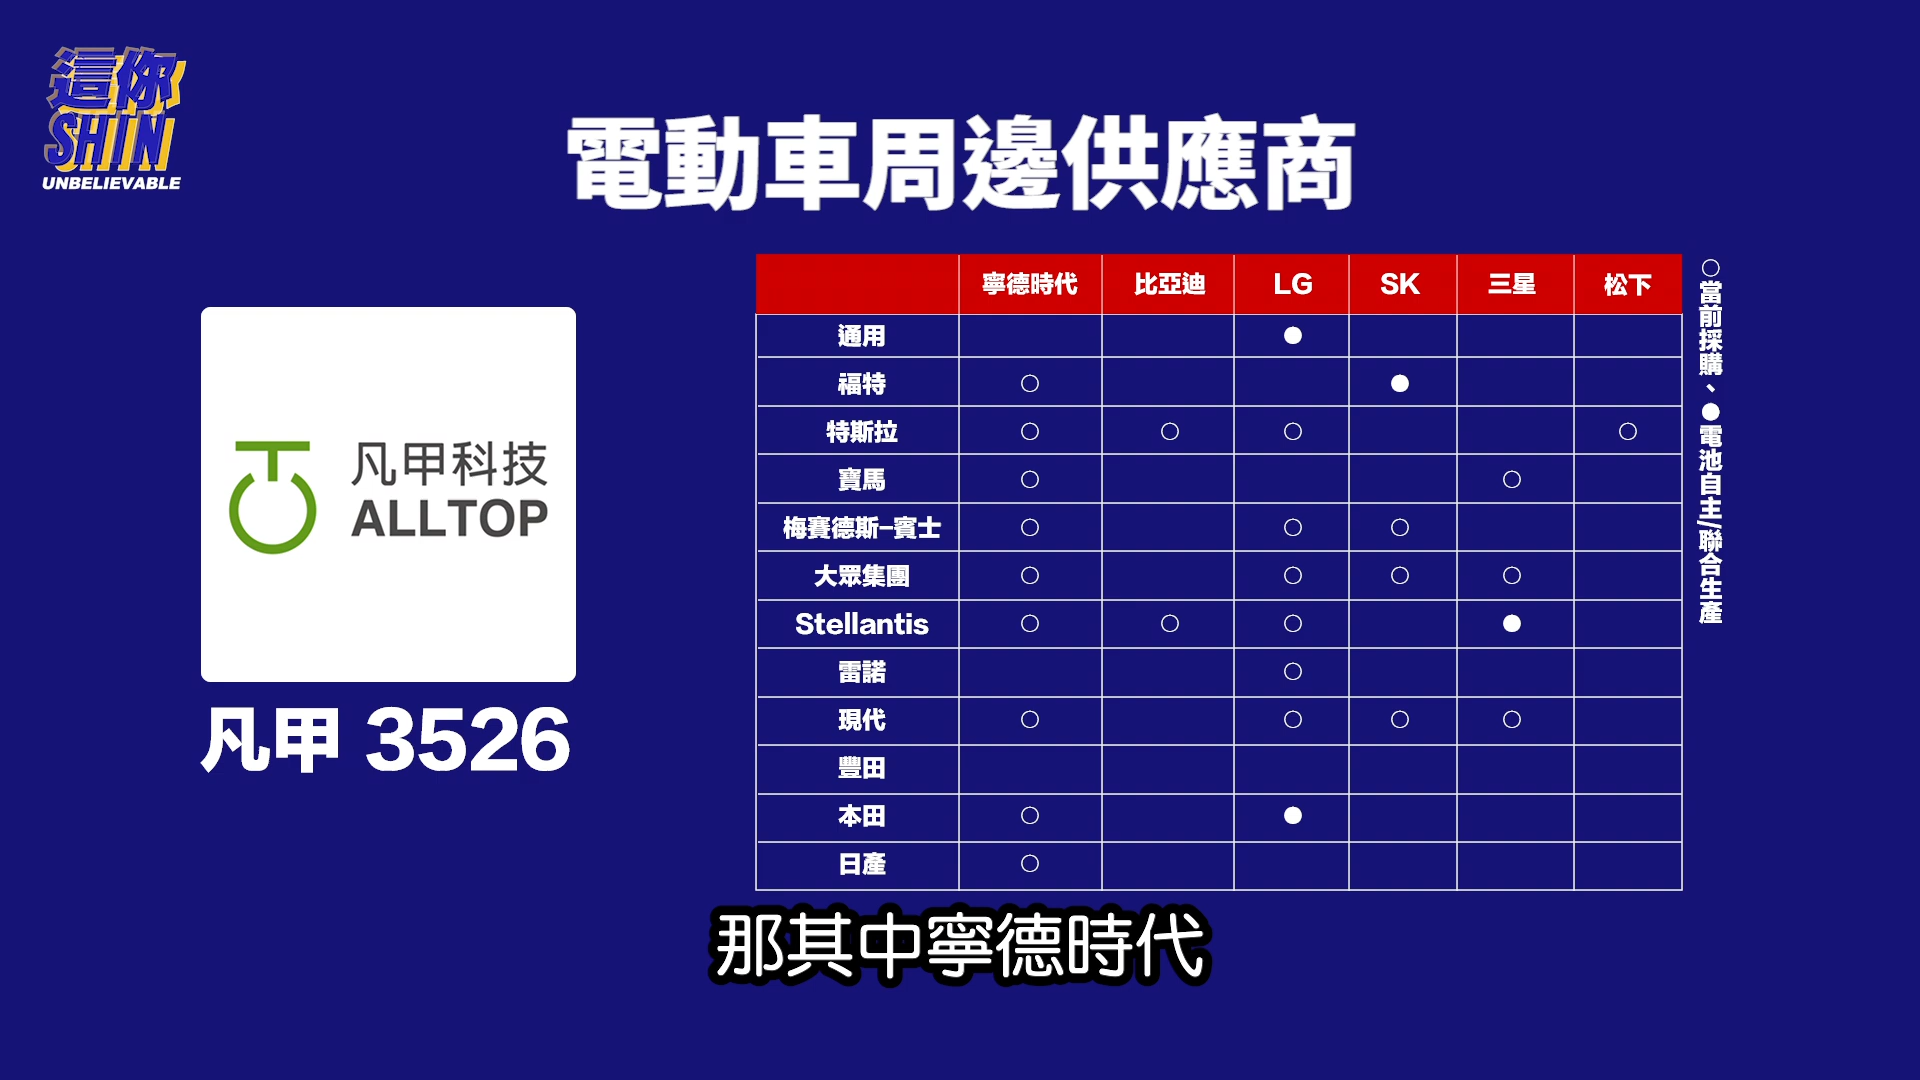 這你
SHIN
UNBELIEVABLE
電動車周邊供應商
凡甲科技
ALLTOP
凡甲 3526
寧德時代 比亞迪 LG SK 三星 松下
通用 ●
福特 ○ ●
特斯拉 ○ ○ ○ ○
寶馬 ○ ○
梅賽德斯-賓士 ○ ○ ○
大眾集團 ○ ○ ○ ○
Stellantis ○ ○ ○ ●
雷諾 ○
現代 ○ ○ ○ ○
豐田
本田 ○ ●
日產 ○
○當前採購、●電池自主/聯合生產
那其中寧德時代